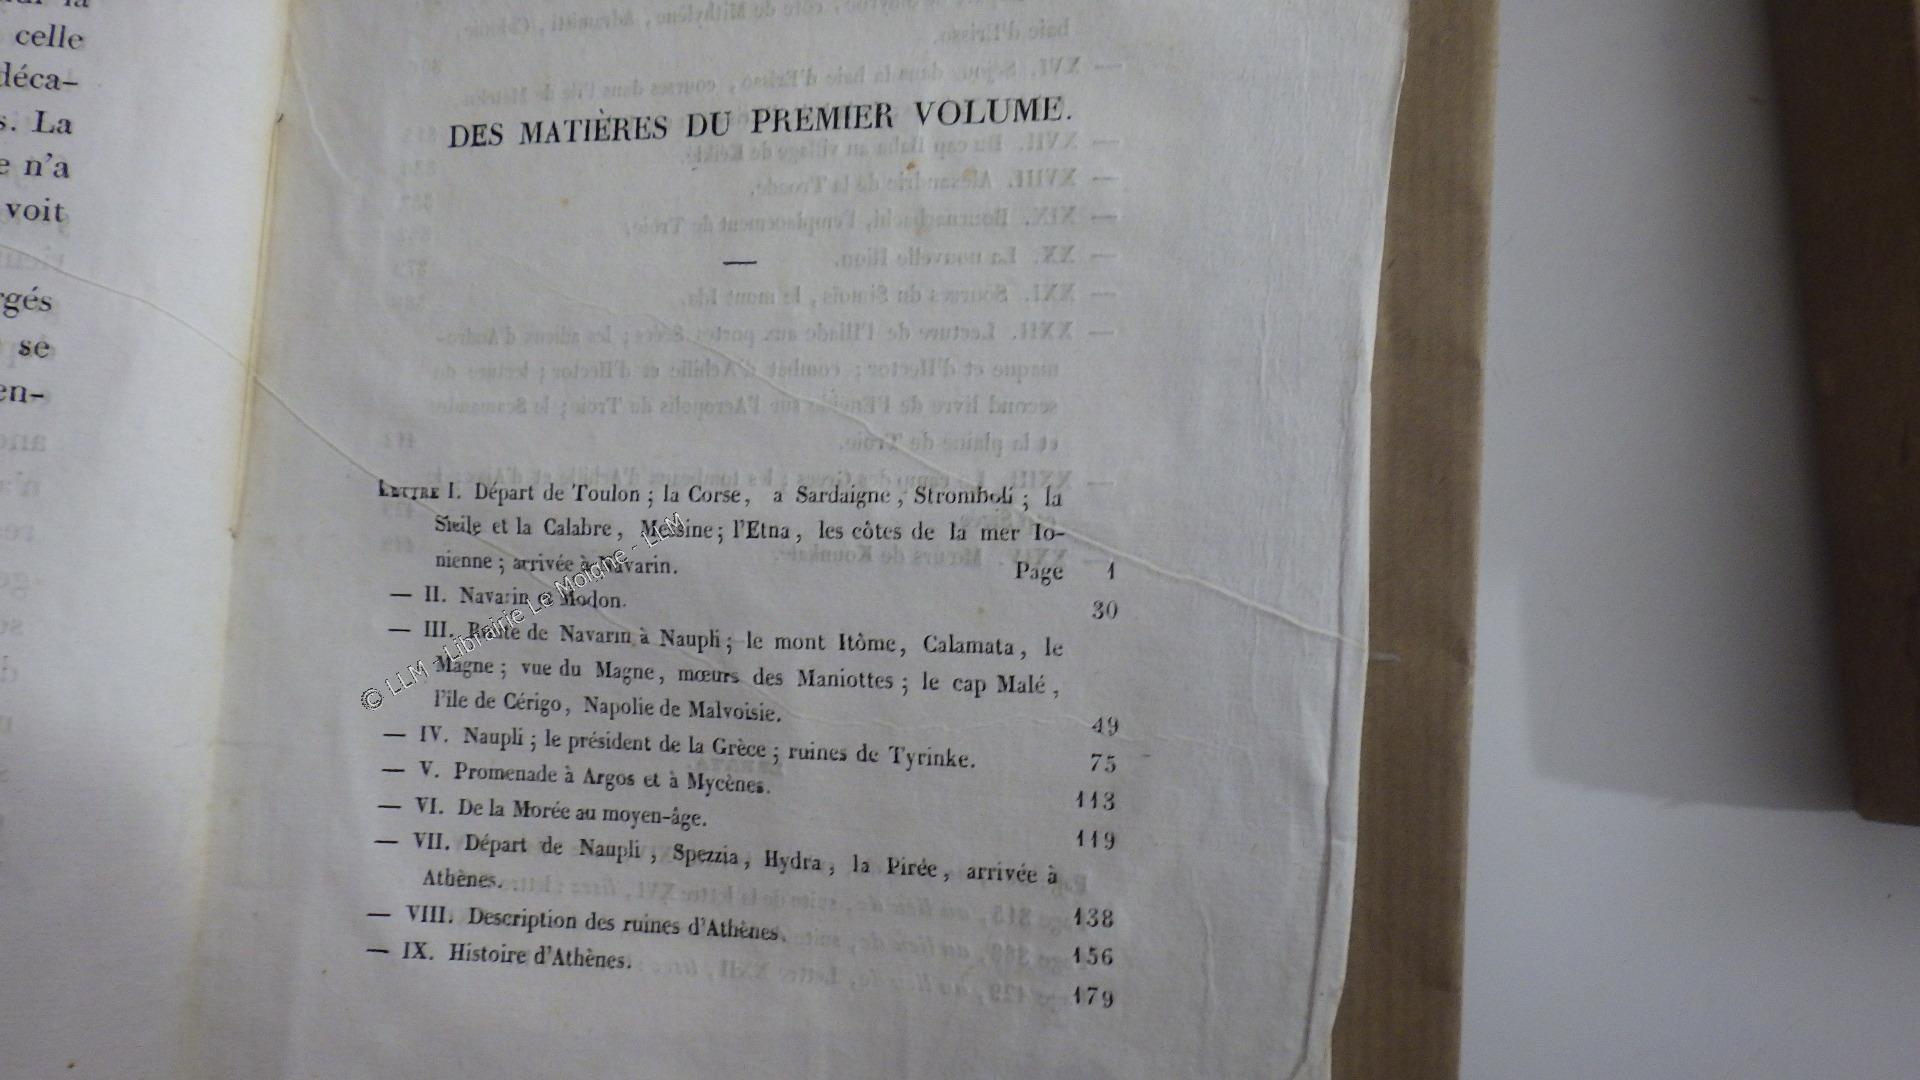 celle
déca-
s. La
n'a
voit
rgés
se
en-
DES MATIÈRES DU PREMIER VOLUME.
—
LETTRE I. Départ de Toulon ; la Corse, a Sardaigne, Stromboli ; la
Sicile et la Calabre, Messine ; l'Etna, les côtes de la mer Io-
nienne ; arrivée à Navarin. Page 1
— II. Navarin e Modon. 30
— III. Route de Navarin à Naupli ; le mont Itôme, Calamata, le
Magne ; vue du Magne, mœurs des Maniottes ; le cap Malé,
l'île de Cérigo, Napolie de Malvoisie. 49
— IV. Naupli ; le président de la Grèce ; ruines de Tyrinke. 75
— V. Promenade à Argos et à Mycènes. 113
— VI. De la Morée au moyen-âge. 119
— VII. Départ de Naupli, Spezzia, Hydra, la Pirée, arrivée à
Athènes. 138
— VIII. Description des ruines d'Athènes. 156
— IX. Histoire d'Athènes. 179
© LLM - Librairie Le Moigne - LLM